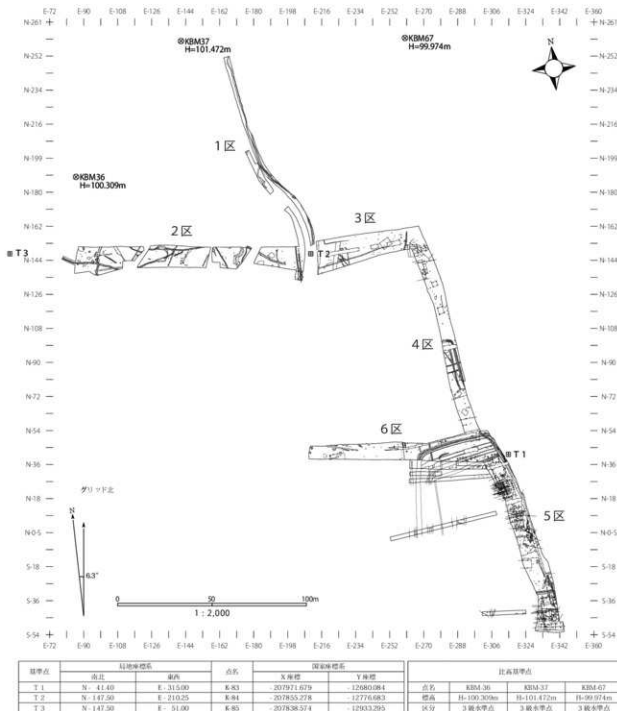 E-72 E-90 E-108 E-126 E-144 E-162 E-180 E-198 E-216 E-234 E-252 E-270 E-288 E-306 E-324 E-342 E-360
N-261 N-261
KBM37
H=101.472m
KBM67
H=99.974m
N-252 N-252
N
N-234 N-234
N-216 N-216
1区
N-199 N-199
KBM36
H=100.309m
N-180 N-180
2区
3区
N-162 N-162
T3
T2
N-144 N-144
N-126 N-126
N-108 N-108
4区
N-90 N-90
N-72 N-72
6区
N-54 N-54
T1
N-36 N-36
グリッド北
N-18 N-18
N
5区
N-0-S N-0-S
S-18 S-18
6.3°
0 50 100m
S-36 S-36
1：2,000
S-54 S-54
E-72 E-90 E-108 E-126 E-144 E-162 E-180 E-198 E-216 E-234 E-252 E-270 E-288 E-306 E-324 E-342 E-360
基準点 局地座標系 点名 国家座標系 比高基準点
南北 東西 X座標 Y座標
T1 N- 41.40 E- 315.00 K-83 -207971.679 -12680.084 点名 KBM-36 KBM-37 KBM-67
T2 N- 147.50 E- 210.25 K-84 -207855.278 -12776.683 標高 H=100.309m H=101.472m H=99.974m
T3 N- 147.50 E- 51.00 K-85 -207838.574 -12933.295 区分 3級水準点 3級水準点 3級水準点